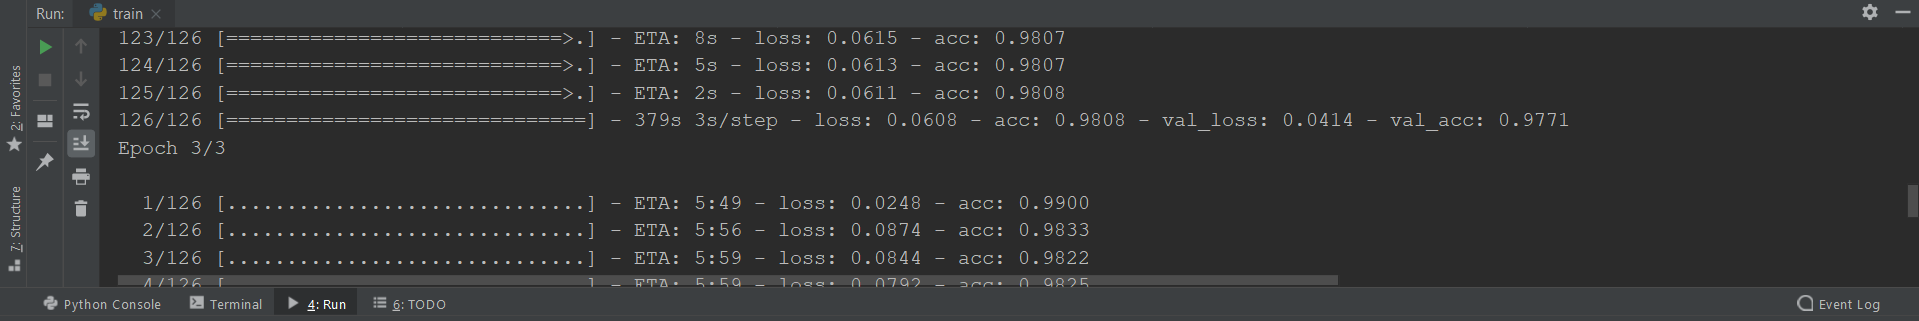 Run: train
123/126 [============================>.] - ETA: 8s - loss: 0.0615 - acc: 0.9807
124/126 [============================>.] - ETA: 5s - loss: 0.0613 - acc: 0.9807
125/126 [============================>.] - ETA: 2s - loss: 0.0611 - acc: 0.9808
126/126 [==============================] - 379s 3s/step - loss: 0.0608 - acc: 0.9808 - val_loss: 0.0414 - val_acc: 0.9771
Epoch 3/3
1/126 [..............................] - ETA: 5:49 - loss: 0.0248 - acc: 0.9900
2/126 [..............................] - ETA: 5:56 - loss: 0.0874 - acc: 0.9833
3/126 [..............................] - ETA: 5:59 - loss: 0.0844 - acc: 0.9822
4/126 [..............................] - ETA: 5:59 - loss: 0.0792 - acc: 0.9825
2: Favorites
7: Structure
Python Console Terminal 4: Run 6: TODO Event Log